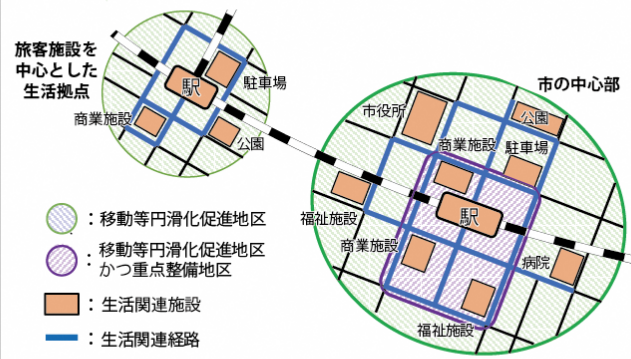 旅客施設を
中心とした
生活拠点
駅
駐車場
商業施設
公園
市の中心部
市役所
公園
商業施設
駐車場
福祉施設
駅
商業施設
病院
福祉施設
：移動等円滑化促進地区
：移動等円滑化促進地区
かつ重点整備地区
：生活関連施設
：生活関連経路